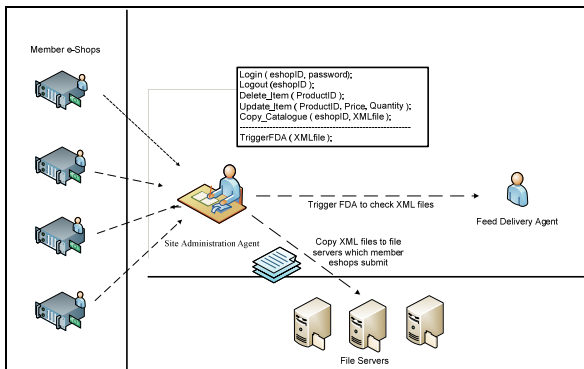 Member e-Shops
Login ( eshopID, password);
Logout (eshopID );
Delete_Item ( ProductID );
Update_Item ( ProductID, Price, Quantity );
Copy_Catalogue ( eshopID, XMLfile);
------------------------------------------------
TriggerFDA ( XMLfile );
Trigger FDA to check XML files
Feed Delivery Agent
Site Administration Agent
Copy XML files to file
servers which member
eshops submit
File Servers